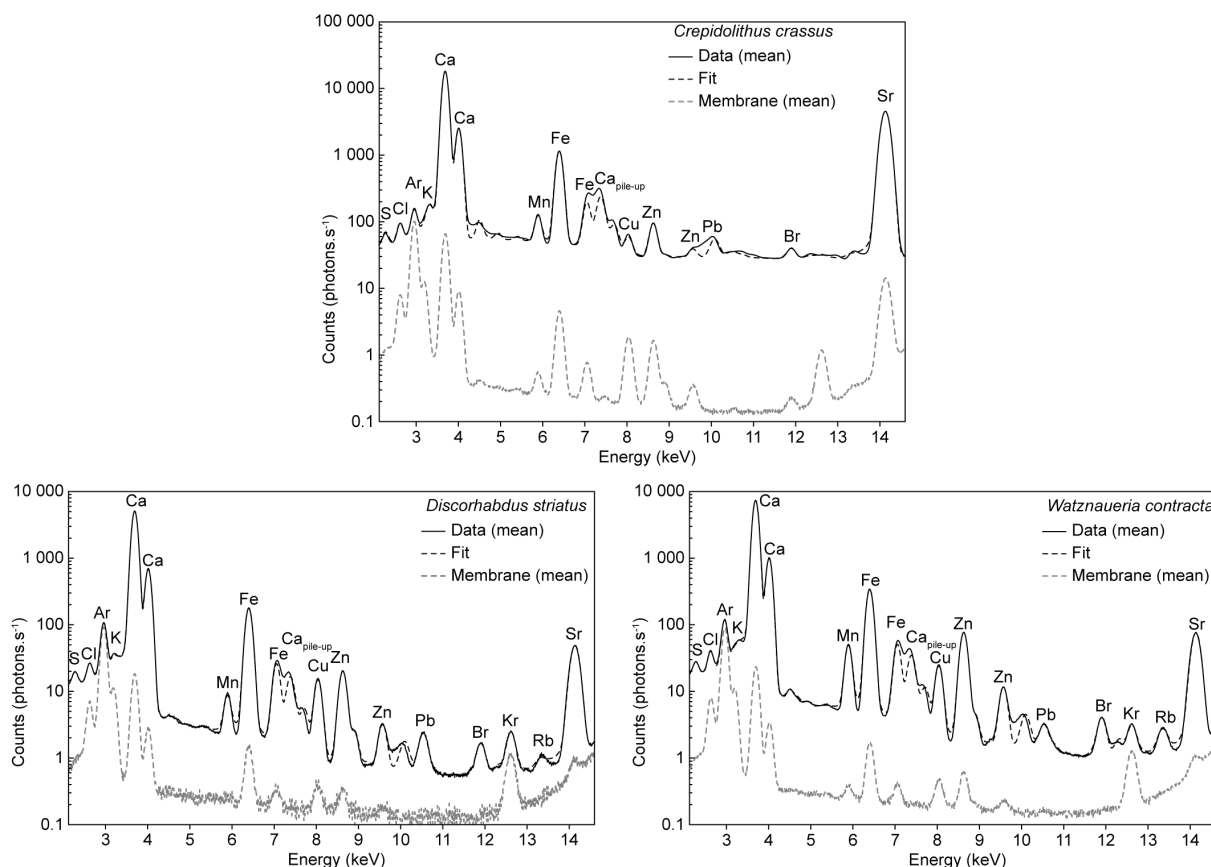 100 000
10 000
1 000
100
10
1
0.1
Counts (photons.s⁻¹)
Crepidolithus crassus
Data (mean)
Fit
Membrane (mean)
S
Cl
Ar
K
Ca
Ca
Mn
Fe
Fe
Ca pile-up
Cu
Zn
Zn
Pb
Br
Sr
3 4 5 6 7 8 9 10 11 12 13 14
Energy (keV)
10 000
1 000
100
10
1
0.1
Counts (photons.s⁻¹)
Discorhabdus striatus
Data (mean)
Fit
Membrane (mean)
S
Cl
Ar
K
Ca
Ca
Mn
Fe
Fe
Ca pile-up
Cu
Zn
Zn
Pb
Br
Kr
Rb
Sr
3 4 5 6 7 8 9 10 11 12 13 14
Energy (keV)
10 000
1 000
100
10
1
0.1
Counts (photons.s⁻¹)
Watznaueria contracta
Data (mean)
Fit
Membrane (mean)
S
Cl
Ar
K
Ca
Ca
Mn
Fe
Fe
Ca pile-up
Cu
Zn
Zn
Pb
Br
Kr
Rb
Sr
3 4 5 6 7 8 9 10 11 12 13 14
Energy (keV)